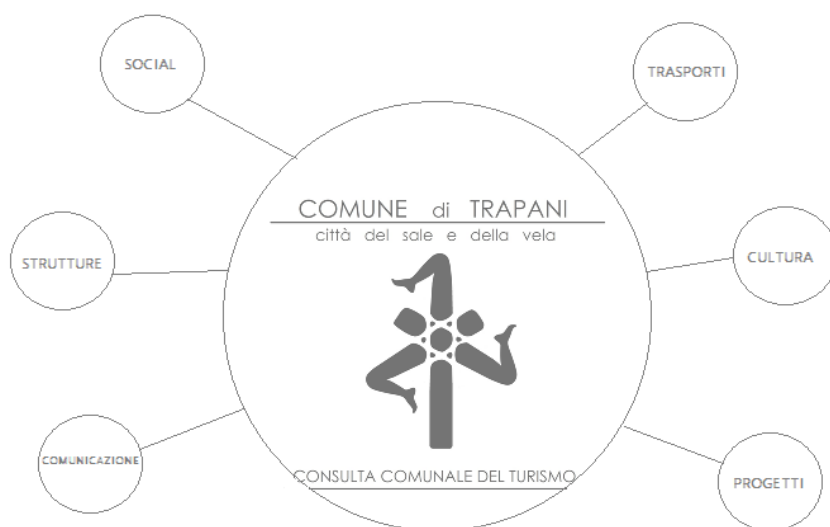 SOCIAL
TRASPORTI
COMUNE di TRAPANI
città del sale e della vela
STRUTTURE
CULTURA
COMUNICAZIONE
CONSULTA COMUNALE DEL TURISMO
PROGETTI